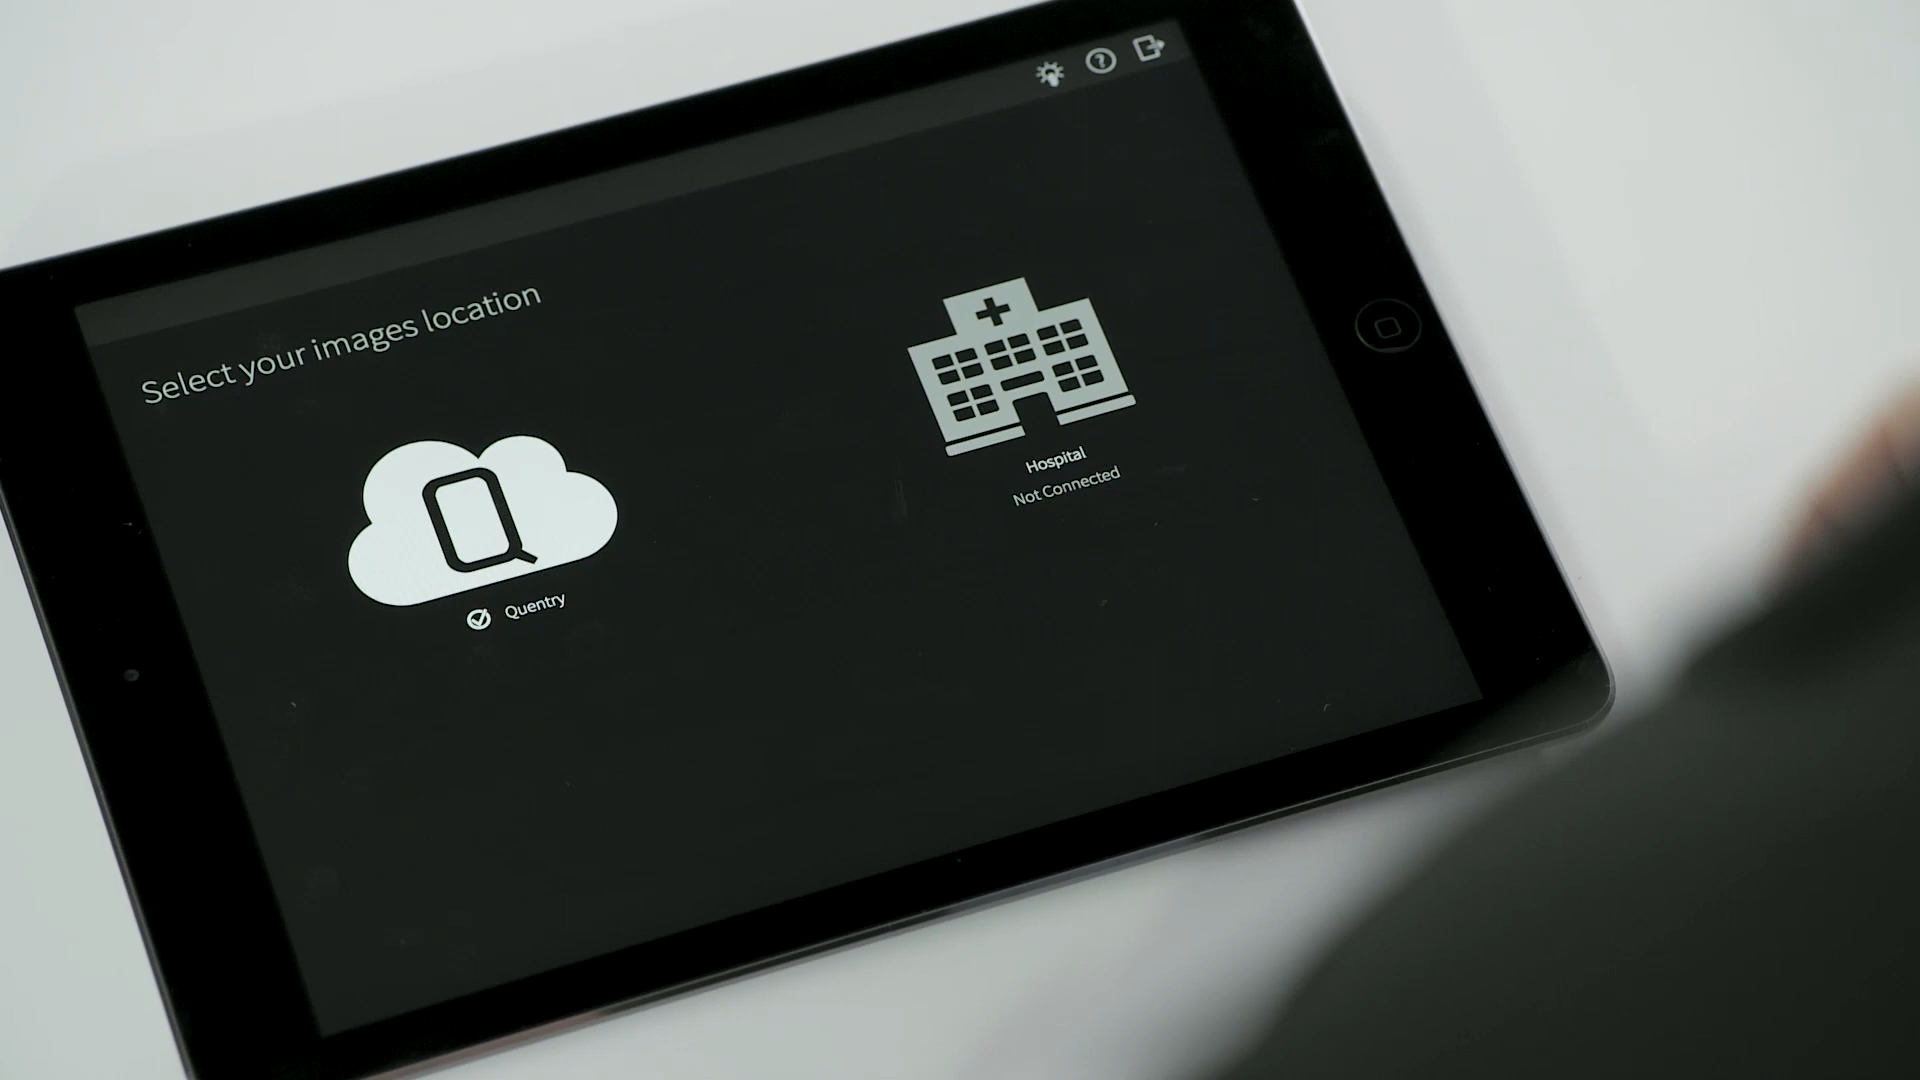 Select your images location
Q
Quentry
Hospital
Not Connected
?